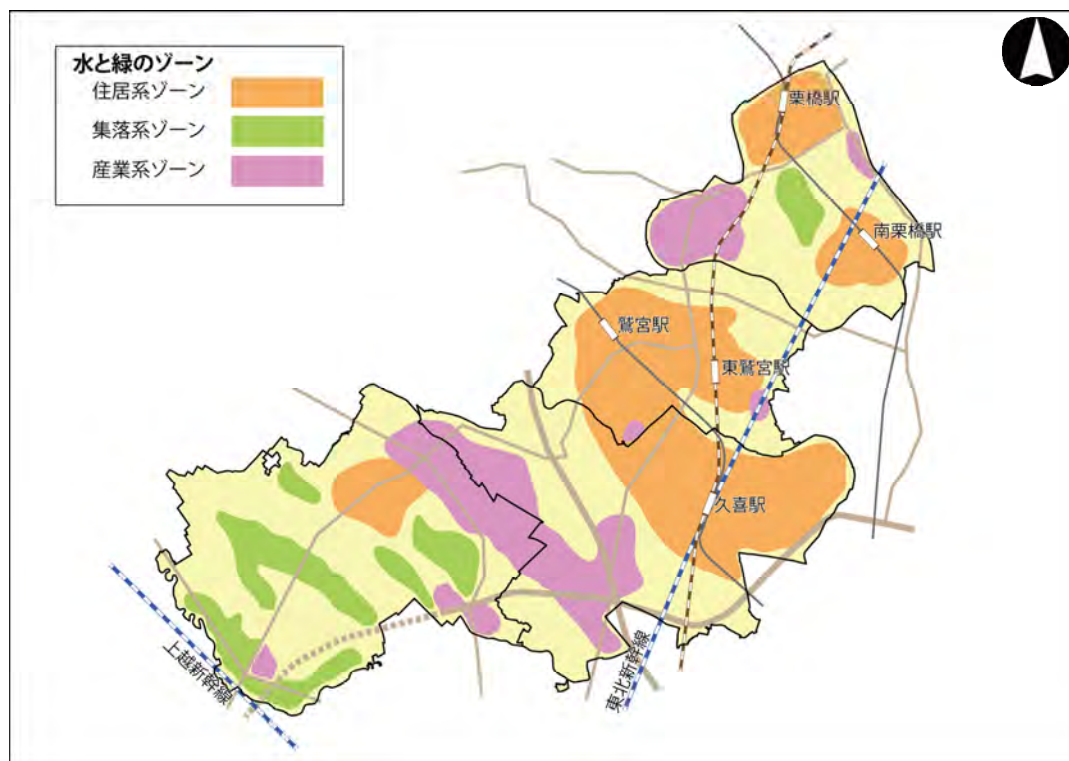 水と緑のゾーン
住居系ゾーン
集落系ゾーン
産業系ゾーン
栗橋駅
南栗橋駅
鷲宮駅
東鷲宮駅
久喜駅
上越新幹線
東北新幹線